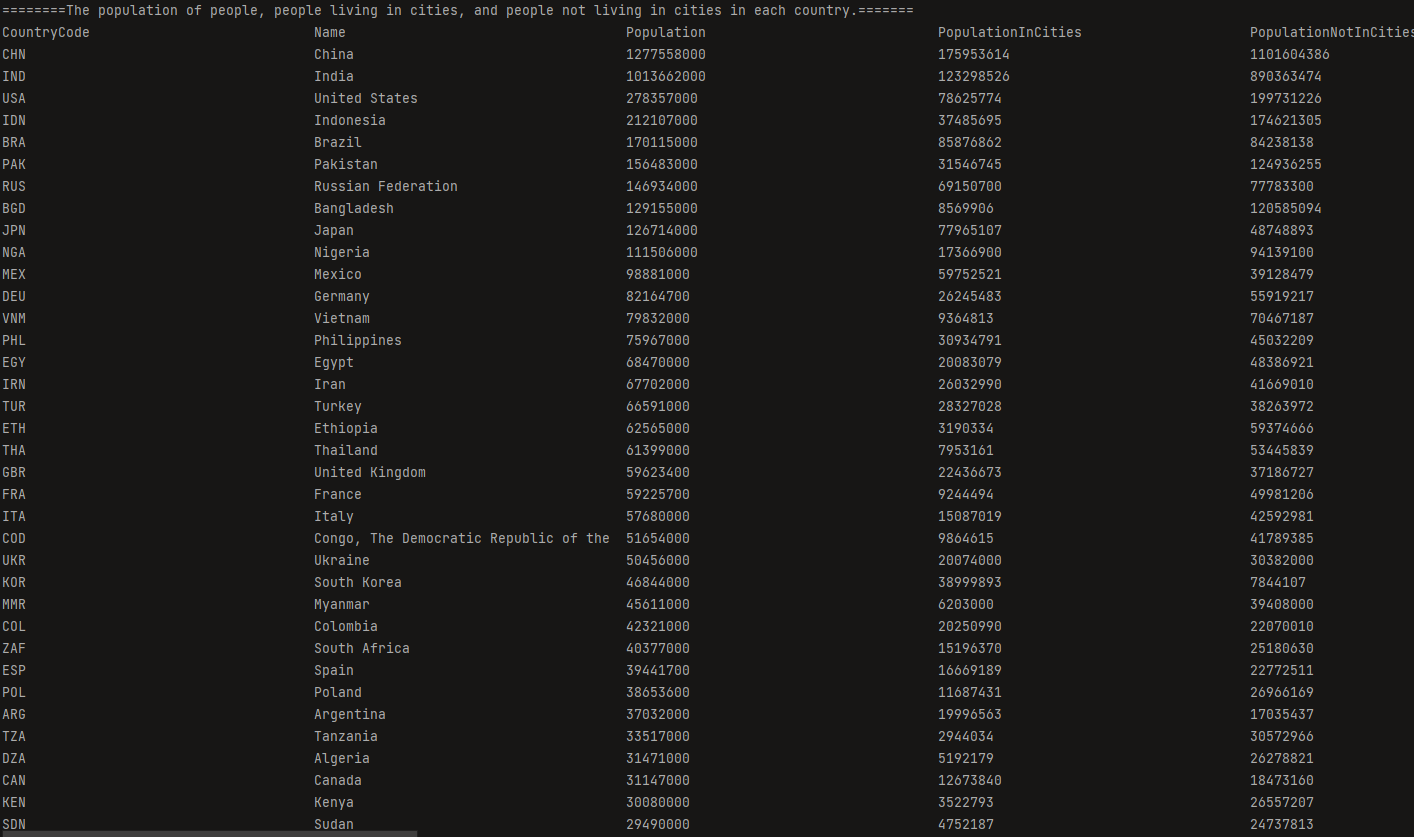 ========The population of people, people living in cities, and people not living in cities in each country.=======
CountryCode Name Population PopulationInCities PopulationNotInCities
CHN China 1277558000 175953614 1101604386
IND India 1013662000 123298526 890363474
USA United States 278357000 78625774 199731226
IDN Indonesia 212107000 37485695 174621305
BRA Brazil 170115000 85876862 84238138
PAK Pakistan 156483000 31546745 124936255
RUS Russian Federation 146934000 69150700 77783300
BGD Bangladesh 129155000 8569906 120585094
JPN Japan 126714000 77965107 48748893
NGA Nigeria 111506000 17366900 94139100
MEX Mexico 98881000 59752521 39128479
DEU Germany 82164700 26245483 55919217
VNM Vietnam 79832000 9364813 70467187
PHL Philippines 75967000 30934791 45032209
EGY Egypt 68470000 20083079 48386921
IRN Iran 67702000 26032990 41669010
TUR Turkey 66591000 28327028 38263972
ETH Ethiopia 62565000 3190334 59374666
THA Thailand 61399000 7953161 53445839
GBR United Kingdom 59623400 22436673 37186727
FRA France 59225700 9244494 49981206
ITA Italy 57680000 15087019 42592981
COD Congo, The Democratic Republic of the 51654000 9864615 41789385
UKR Ukraine 50456000 20074000 30382000
KOR South Korea 46844000 38999893 7844107
MMR Myanmar 45611000 6203000 39408000
COL Colombia 42321000 20250990 22070010
ZAF South Africa 40377000 15196370 25180630
ESP Spain 39441700 16669189 22772511
POL Poland 38653600 11687431 26966169
ARG Argentina 37032000 19996563 17035437
TZA Tanzania 33517000 2944034 30572966
DZA Algeria 31471000 5192179 26278821
CAN Canada 31147000 12673840 18473160
KEN Kenya 30080000 3522793 26557207
SDN Sudan 29490000 4752187 24737813